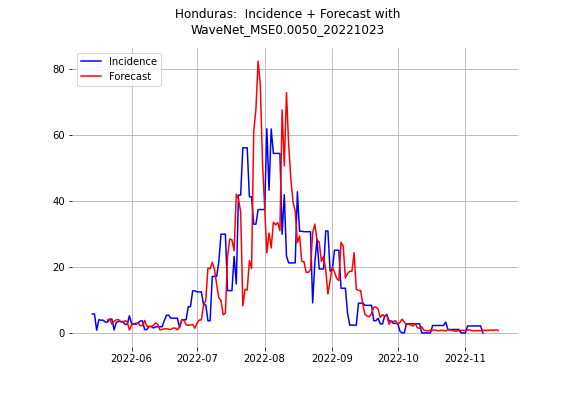 Honduras:  Incidence + Forecast with
WaveNet_MSE0.0050_20221023
Incidence
Forecast
80
60
40
20
0
2022-06
2022-07
2022-08
2022-09
2022-10
2022-11